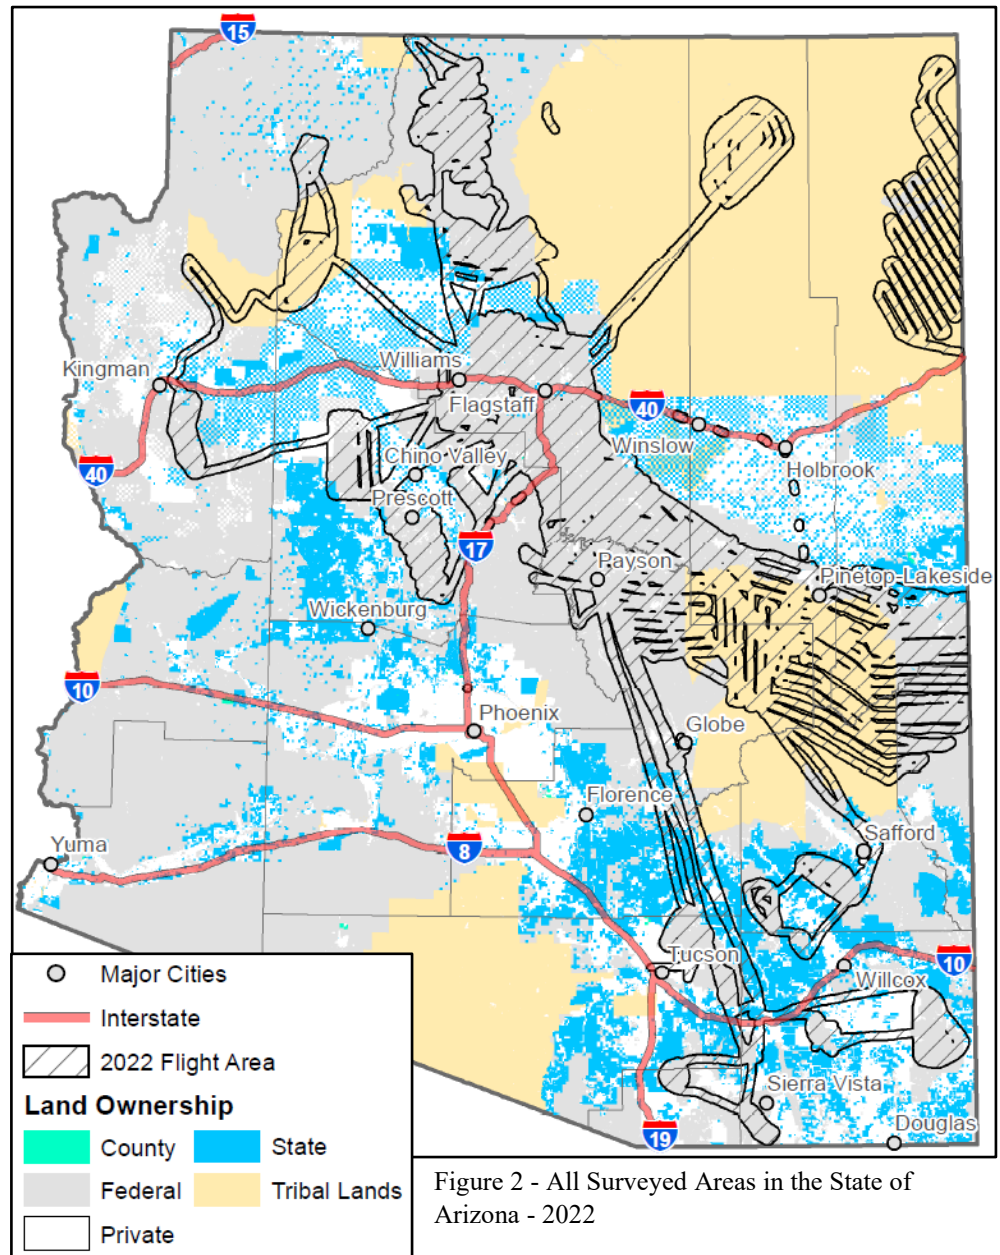 15
Kingman
Williams
Flagstaff
40
Winslow
Holbrook
40
Chino Valley
Prescott
17
Payson
Pinetop-Lakeside
Wickenburg
10
Phoenix
Globe
Florence
Yuma
8
Safford
Tucson
10
Willcox
Sierra Vista
19
Douglas
Major Cities
Interstate
2022 Flight Area
Land Ownership
County State
Federal Tribal Lands
Private
Figure 2 - All Surveyed Areas in the State of
Arizona - 2022